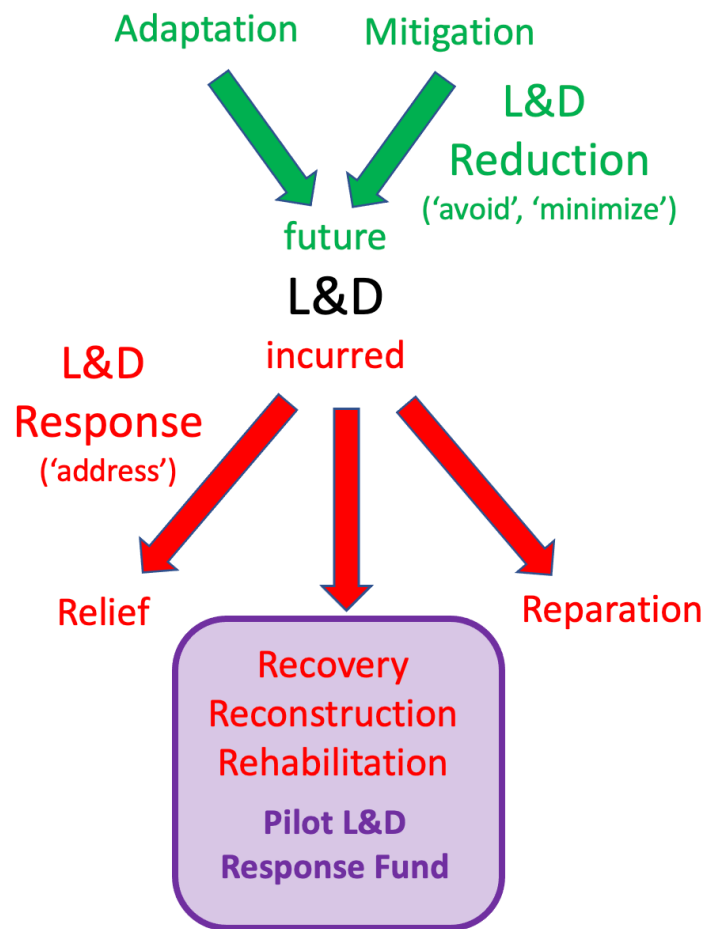 Adaptation
Mitigation
L&D
Reduction
(‘avoid’, ‘minimize’)
future
L&D
incurred
L&D
Response
(‘address’)
Relief
Reparation
Recovery
Reconstruction
Rehabilitation
Pilot L&D
Response Fund